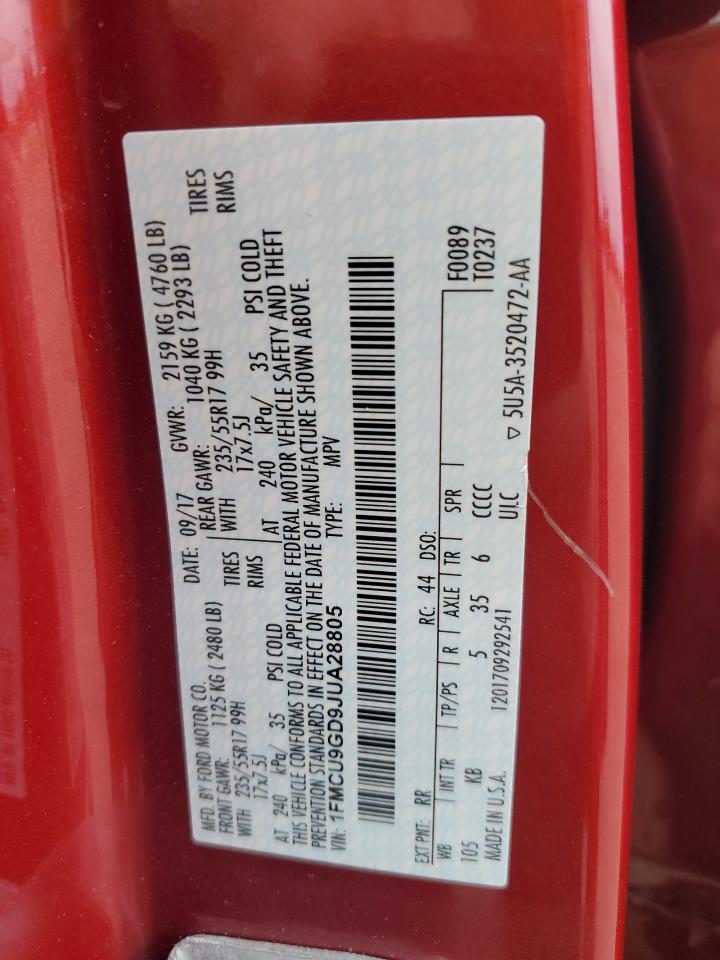 MFD. BY FORD MOTOR CO.
DATE: 09/17 GVWR: 2159 KG ( 4760 LB)
FRONT GAWR: 1125 KG ( 2480 LB)
REAR GAWR: 1040 KG ( 2293 LB)
WITH 235/55R17 99H TIRES
WITH 235/55R17 99H TIRES
17x7.5J RIMS
17x7.5J RIMS
AT 240 kPa/ 35 PSI COLD
AT 240 kPa/ 35 PSI COLD
THIS VEHICLE CONFORMS TO ALL APPLICABLE FEDERAL MOTOR VEHICLE SAFETY AND THEFT
PREVENTION STANDARDS IN EFFECT ON THE DATE OF MANUFACTURE SHOWN ABOVE.
VIN: 1FMCU9GD9JUA28805 TYPE: MPV
EXT PNT: RR RC: 44 DSO: F0089
WB INT TR TP/PS R AXLE TR SPR T0237
105 KB 5 35 6 CCCC
MADE IN U.S.A. 1201709292541 UIC ▽ 5U5A-3520472-AA